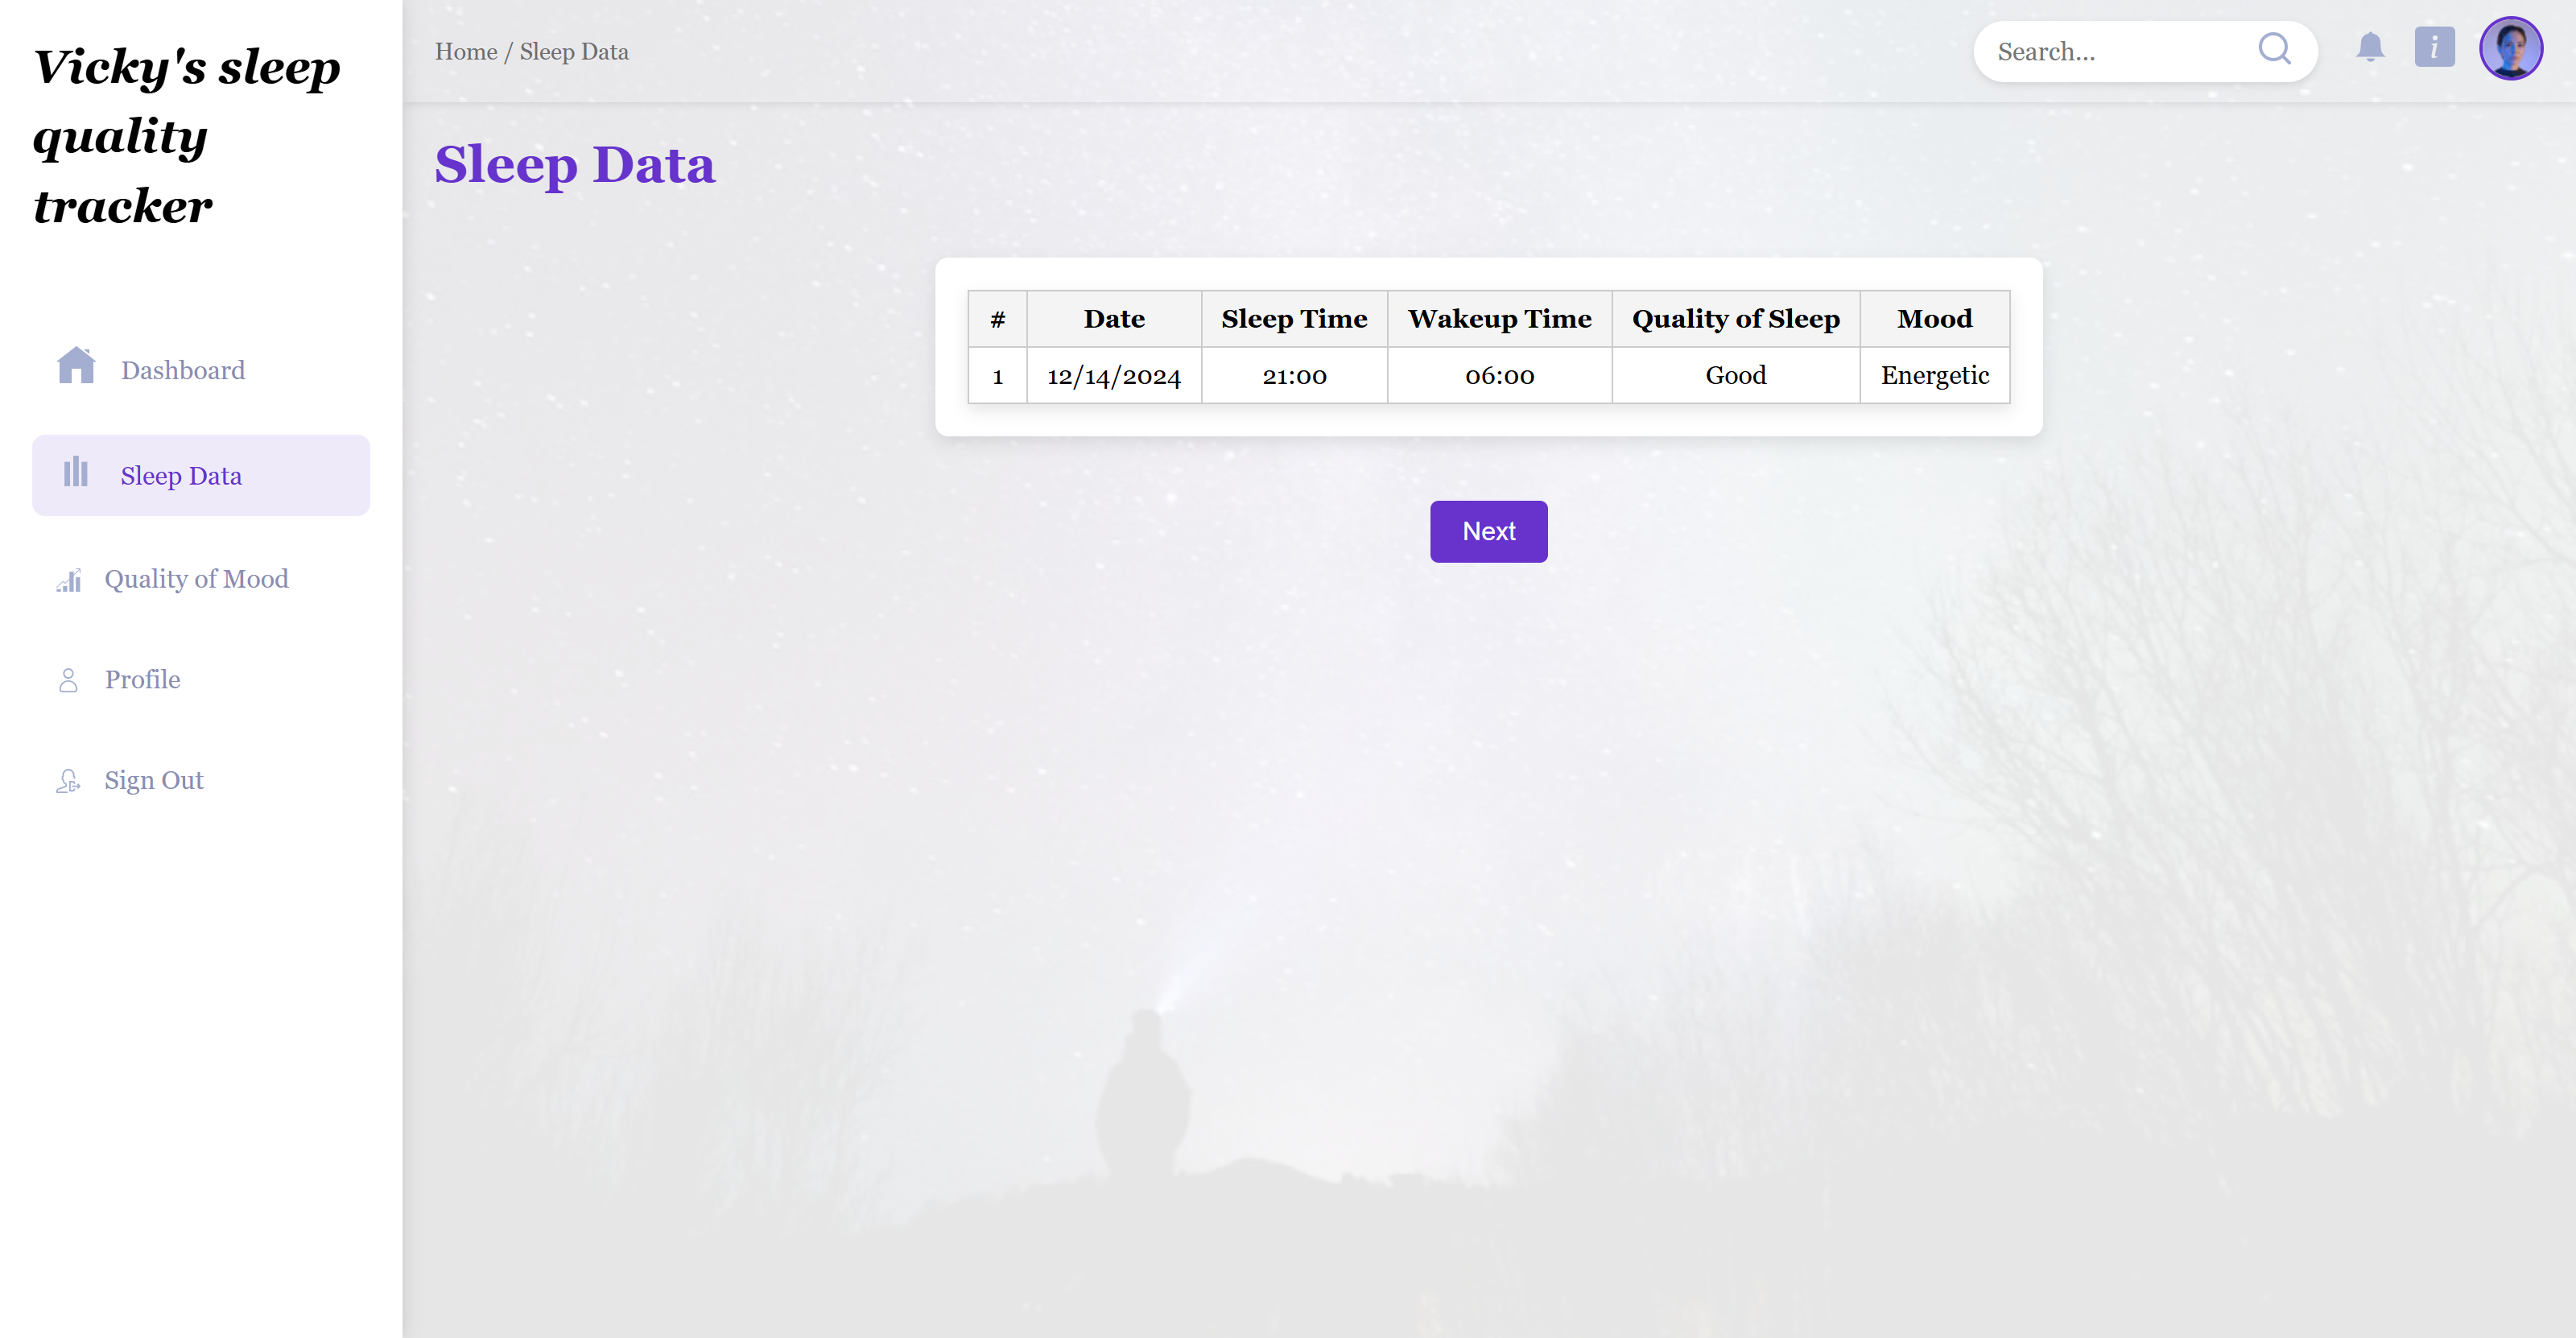 Vicky's sleep
quality
tracker
Dashboard
Sleep Data
Quality of Mood
Profile
Sign Out
Home / Sleep Data
Search...
i
Sleep Data
# Date Sleep Time Wakeup Time Quality of Sleep Mood
1 12/14/2024 21:00 06:00 Good Energetic
Next